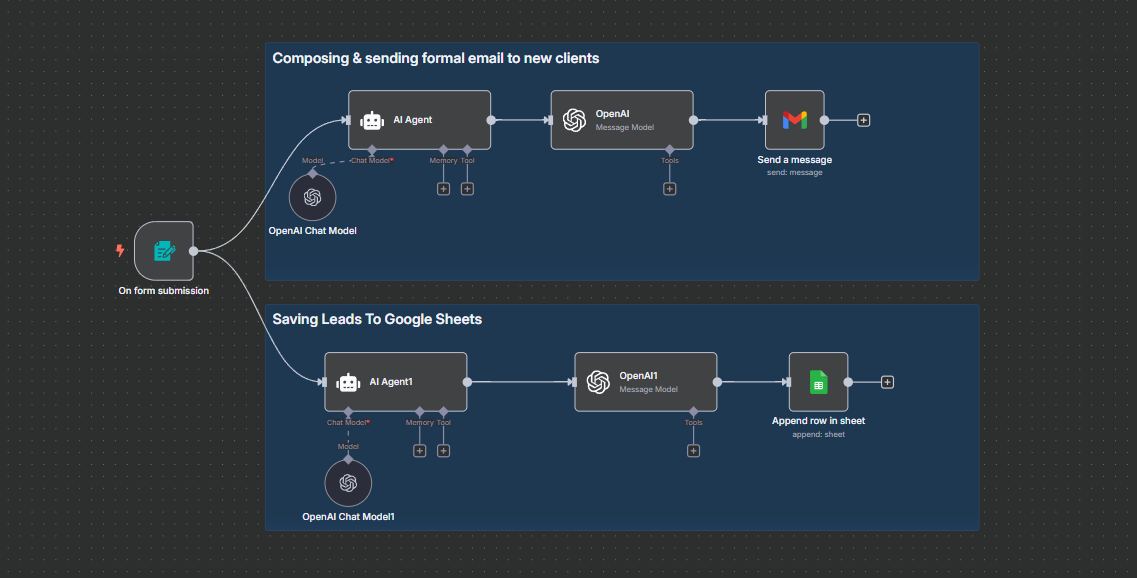 Composing & sending formal email to new clients
AI Agent
OpenAI
Message Model
Model
Chat Model*
Memory
Tool
Tools
Send a message
send: message
OpenAI Chat Model
On form submission
Saving Leads To Google Sheets
AI Agent1
OpenAI1
Message Model
Chat Model*
Memory
Tool
Tools
Append row in sheet
append: sheet
Model
OpenAI Chat Model1